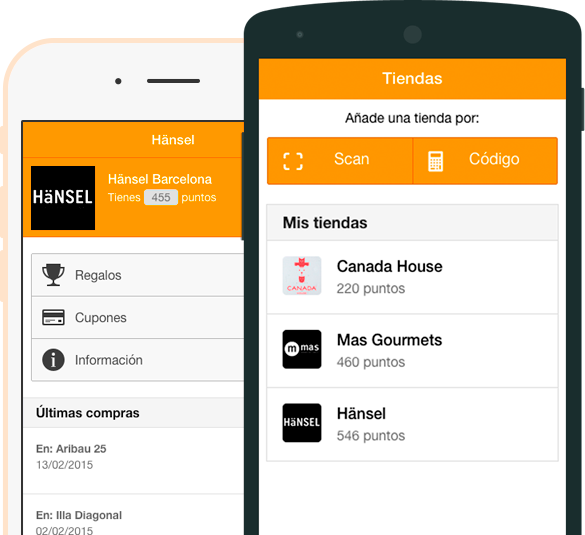 Hänsel
HäNSEL
Hänsel Barcelona
Tienes 455 puntos
Regalos
Cupones
Información
Últimas compras
En: Aribau 25
13/02/2015
En: Illa Diagonal
02/02/2015
Tiendas
Añade una tienda por:
Scan
Código
Mis tiendas
CANADA
Canada House
220 puntos
m mas
Mas Gourmets
460 puntos
HäNSEL
Hänsel
546 puntos